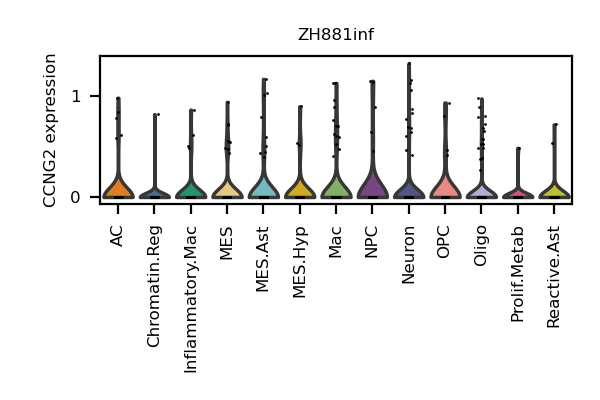 ZH881inf
CCNG2 expression
1
0
AC
Chromatin.Reg
Inflammatory.Mac
MES
MES.Ast
MES.Hyp
Mac
NPC
Neuron
OPC
Oligo
Prolif.Metab
Reactive.Ast